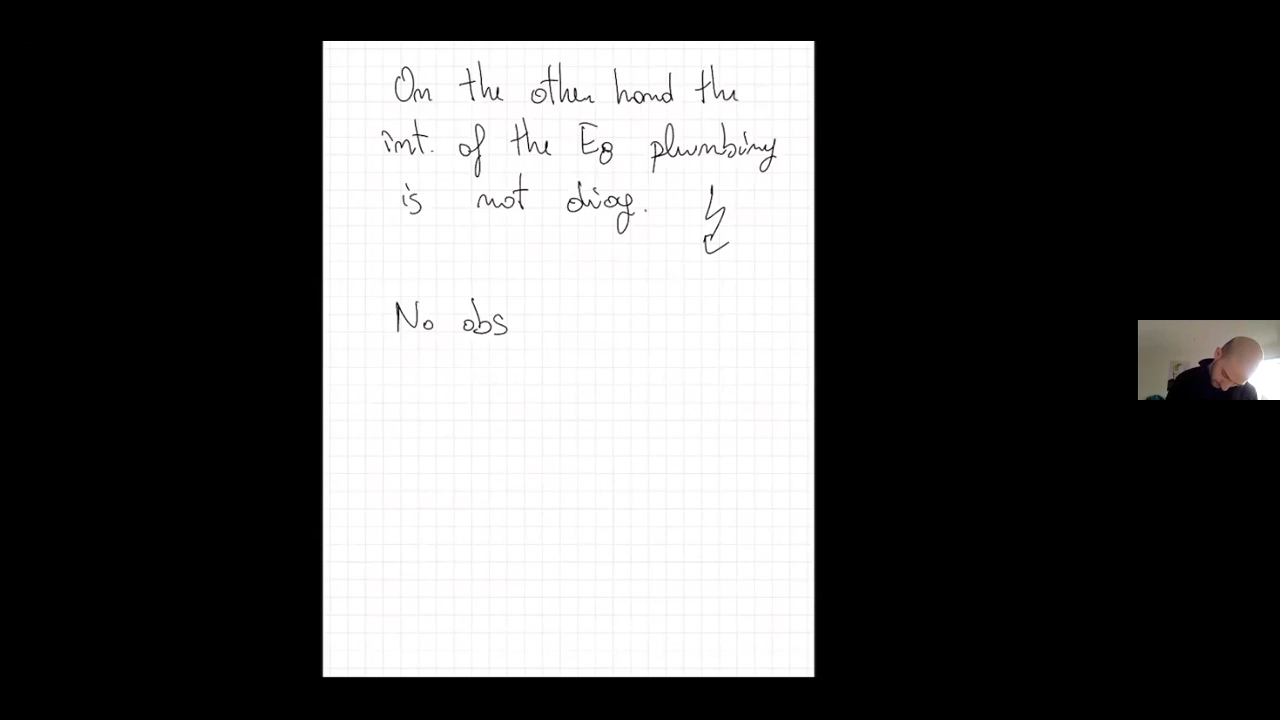 On the other hand the
int. of the E8 plumbing
is not diag.
No obs